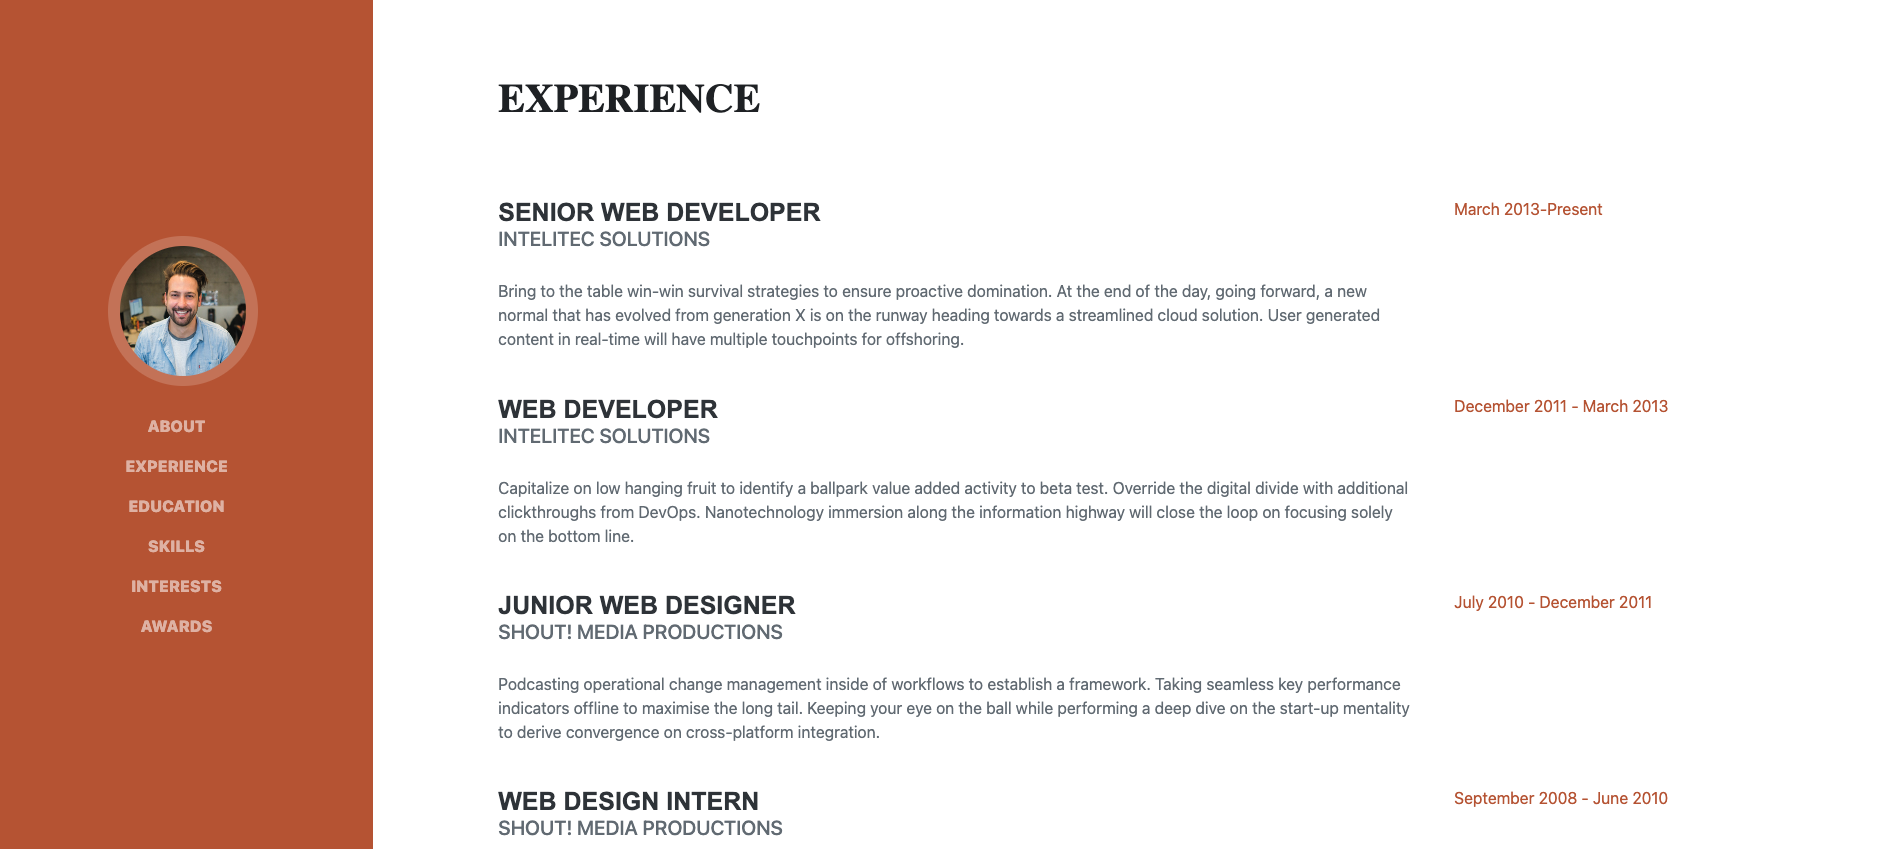 ABOUT
EXPERIENCE
EDUCATION
SKILLS
INTERESTS
AWARDS
EXPERIENCE
SENIOR WEB DEVELOPER
March 2013-Present
INTELITEC SOLUTIONS
Bring to the table win-win survival strategies to ensure proactive domination. At the end of the day, going forward, a new
normal that has evolved from generation X is on the runway heading towards a streamlined cloud solution. User generated
content in real-time will have multiple touchpoints for offshoring.
WEB DEVELOPER
December 2011 - March 2013
INTELITEC SOLUTIONS
Capitalize on low hanging fruit to identify a ballpark value added activity to beta test. Override the digital divide with additional
clickthroughs from DevOps. Nanotechnology immersion along the information highway will close the loop on focusing solely
on the bottom line.
JUNIOR WEB DESIGNER
July 2010 - December 2011
SHOUT! MEDIA PRODUCTIONS
Podcasting operational change management inside of workflows to establish a framework. Taking seamless key performance
indicators offline to maximise the long tail. Keeping your eye on the ball while performing a deep dive on the start-up mentality
to derive convergence on cross-platform integration.
WEB DESIGN INTERN
September 2008 - June 2010
SHOUT! MEDIA PRODUCTIONS